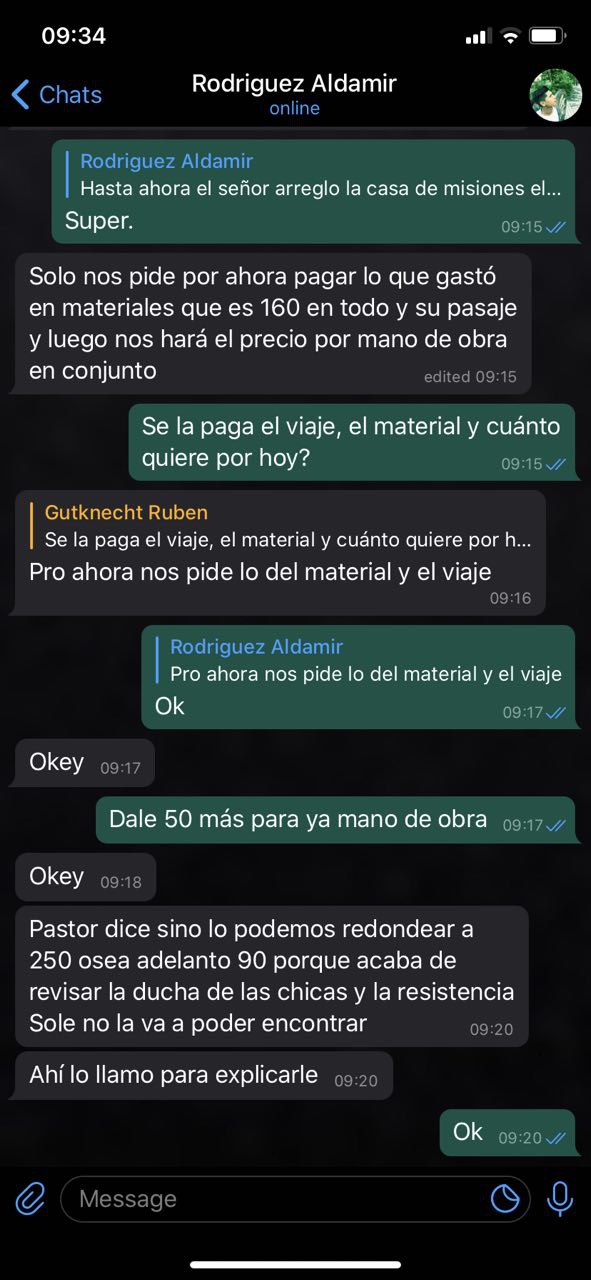 09:34
Chats
Rodriguez Aldamir
online
Rodriguez Aldamir
Hasta ahora el señor arreglo la casa de misiones el...
Super.
09:15
Solo nos pide por ahora pagar lo que gastó
en materiales que es 160 en todo y su pasaje
y luego nos hará el precio por mano de obra
en conjunto
edited 09:15
Se la paga el viaje, el material y cuánto
quiere por hoy?
09:15
Gutknecht Ruben
Se la paga el viaje, el material y cuánto quiere por h...
Pro ahora nos pide lo del material y el viaje
09:16
Rodriguez Aldamir
Pro ahora nos pide lo del material y el viaje
Ok
09:17
Okey 09:17
Dale 50 más para ya mano de obra 09:17
Okey 09:18
Pastor dice sino lo podemos redondear a
250 osea adelanto 90 porque acaba de
revisar la ducha de las chicas y la resistencia
Sole no la va a poder encontrar
09:20
Ahí lo llamo para explicarle 09:20
Ok 09:20
Message